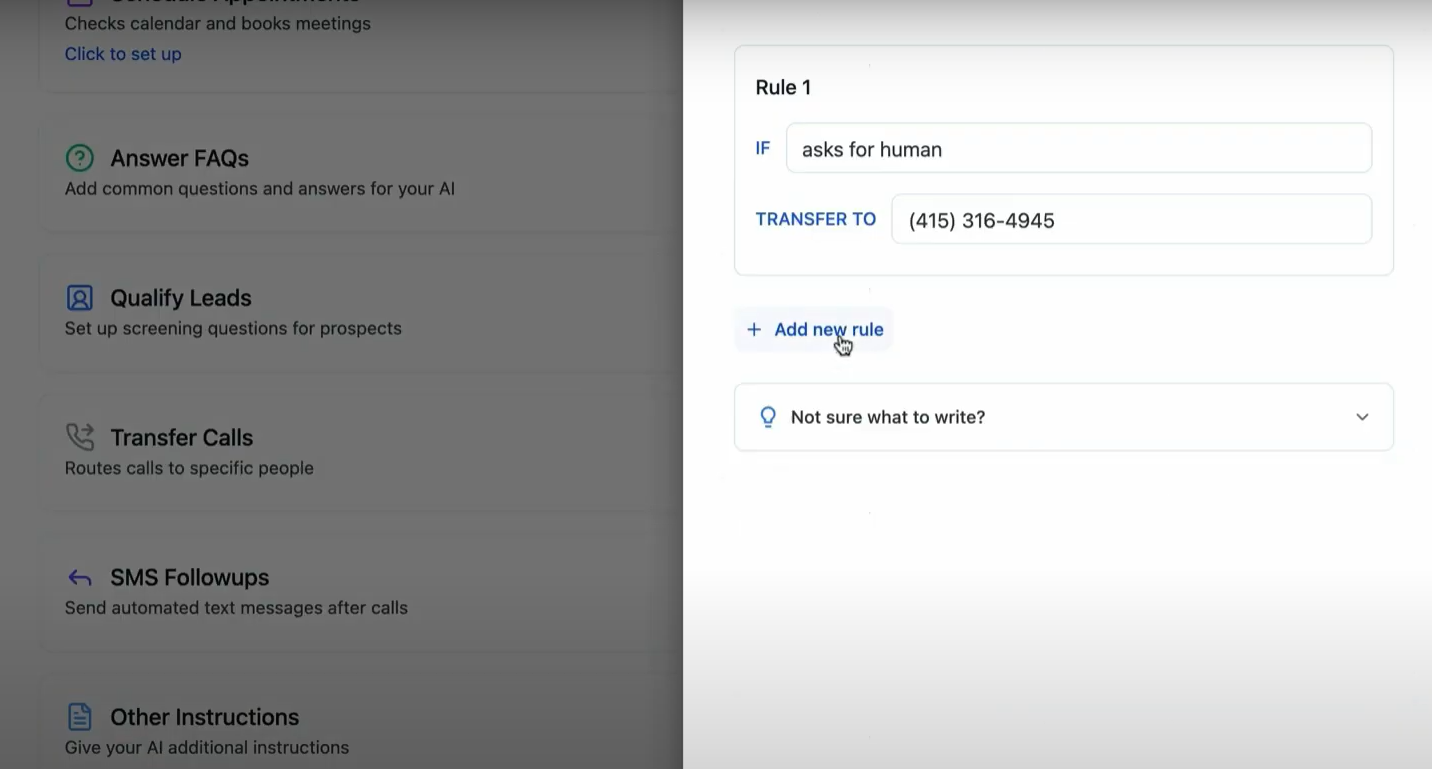 Schedule Appointments
Checks calendar and books meetings
Click to set up
Answer FAQs
Add common questions and answers for your AI
Qualify Leads
Set up screening questions for prospects
Transfer Calls
Routes calls to specific people
SMS Followups
Send automated text messages after calls
Other Instructions
Give your AI additional instructions
Rule 1
IF asks for human
TRANSFER TO (415) 316-4945
+ Add new rule
Not sure what to write?